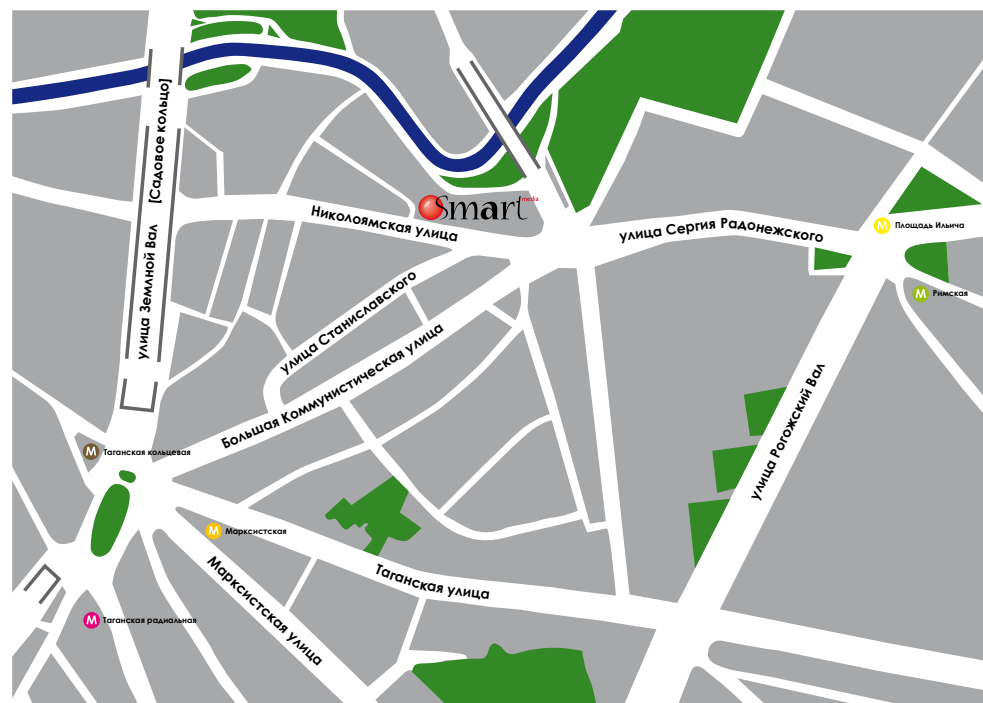 [Садовое кольцо]
улица Землной Вал
Smart media
Николоямская улица
улица Сергия Радонежского
М Площадь Ильича
М Римская
улица Станиславского
Большая Коммунистическая улица
улица Рогожский Вал
М Таганская кольцевая
М Марксистская
Марксистская улица
Таганская улица
М Таганская радиальная